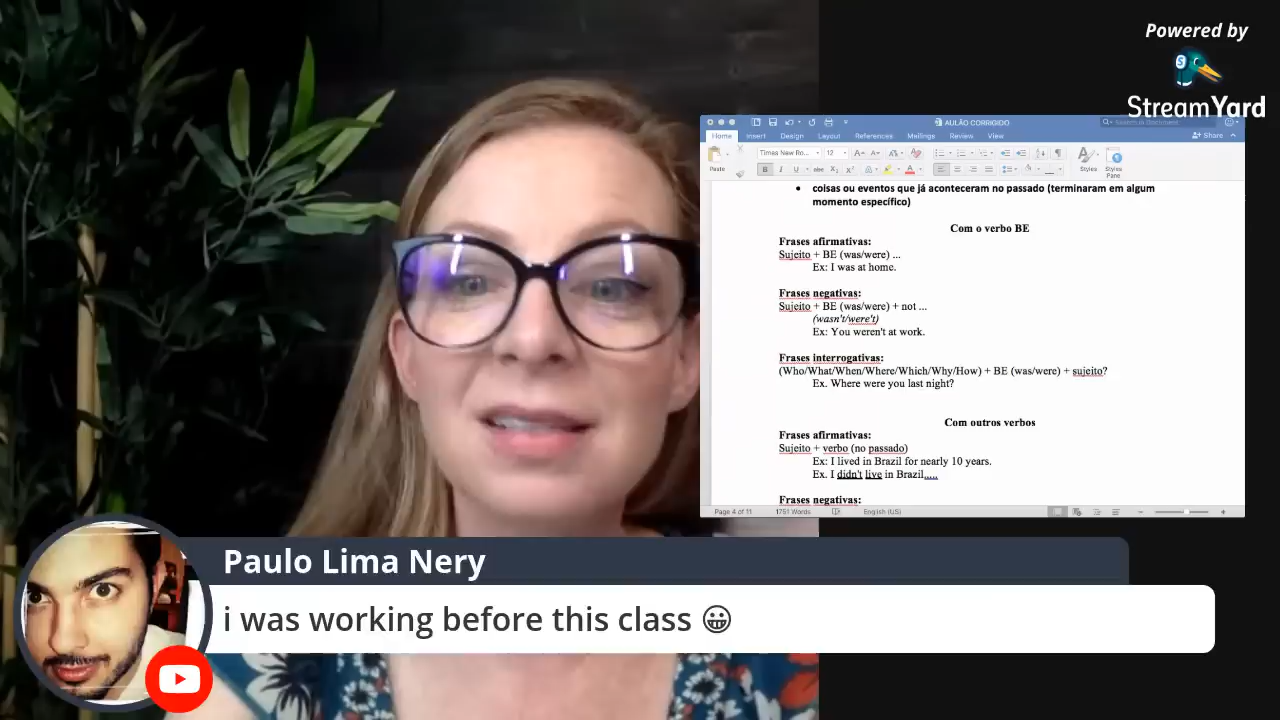 Powered by
StreamYard
AULÃO CORRIGIDO
Search in Document
Home Insert Design Layout References Mailings Review View
Share
Times New Ro... 12
Paste
Styles
Styles Pane
• coisas ou eventos que já aconteceram no passado (terminaram em algum
momento específico)
Com o verbo BE
Frases afirmativas:
Sujeito + BE (was/were) ...
Ex: I was at home.
Frases negativas:
Sujeito + BE (was/were) + not ...
(wasn't/were't)
Ex: You weren't at work.
Frases interrogativas:
(Who/What/When/Where/Which/Why/How) + BE (was/were) + sujeito?
Ex. Where were you last night?
Com outros verbos
Frases afirmativas:
Sujeito + verbo (no passado)
Ex: I lived in Brazil for nearly 10 years.
Ex. I didn't live in Brazil.....
Frases negativas:
Page 4 of 11 1751 Words English (US)
Paulo Lima Nery
i was working before this class 😀